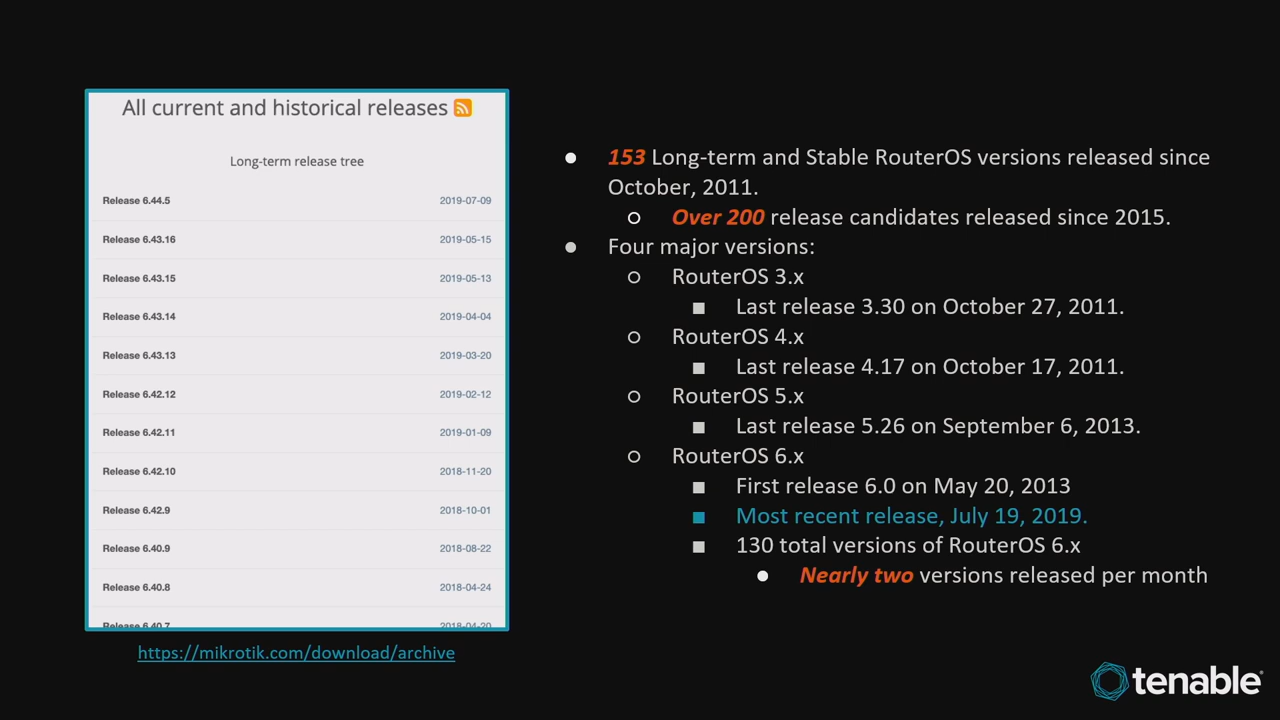 All current and historical releases
Long-term release tree
Release 6.44.5 2019-07-09
Release 6.43.16 2019-05-15
Release 6.43.15 2019-05-13
Release 6.43.14 2019-04-04
Release 6.43.13 2019-03-20
Release 6.42.12 2019-02-12
Release 6.42.11 2019-01-09
Release 6.42.10 2018-11-20
Release 6.42.9 2018-10-01
Release 6.40.9 2018-08-22
Release 6.40.8 2018-04-24
Release 6.40.7 2018-04-20
https://mikrotik.com/download/archive
● 153 Long-term and Stable RouterOS versions released since
October, 2011.
○ Over 200 release candidates released since 2015.
● Four major versions:
○ RouterOS 3.x
■ Last release 3.30 on October 27, 2011.
○ RouterOS 4.x
■ Last release 4.17 on October 17, 2011.
○ RouterOS 5.x
■ Last release 5.26 on September 6, 2013.
○ RouterOS 6.x
■ First release 6.0 on May 20, 2013
■ Most recent release, July 19, 2019.
■ 130 total versions of RouterOS 6.x
● Nearly two versions released per month
tenable